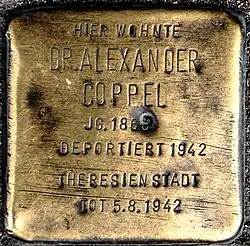 HIER WOHNTE
DR. ALEXANDER
COPPEL
JG.
DEPORTIERT 1942
THERESIENSTADT
TOT 5.8.1942